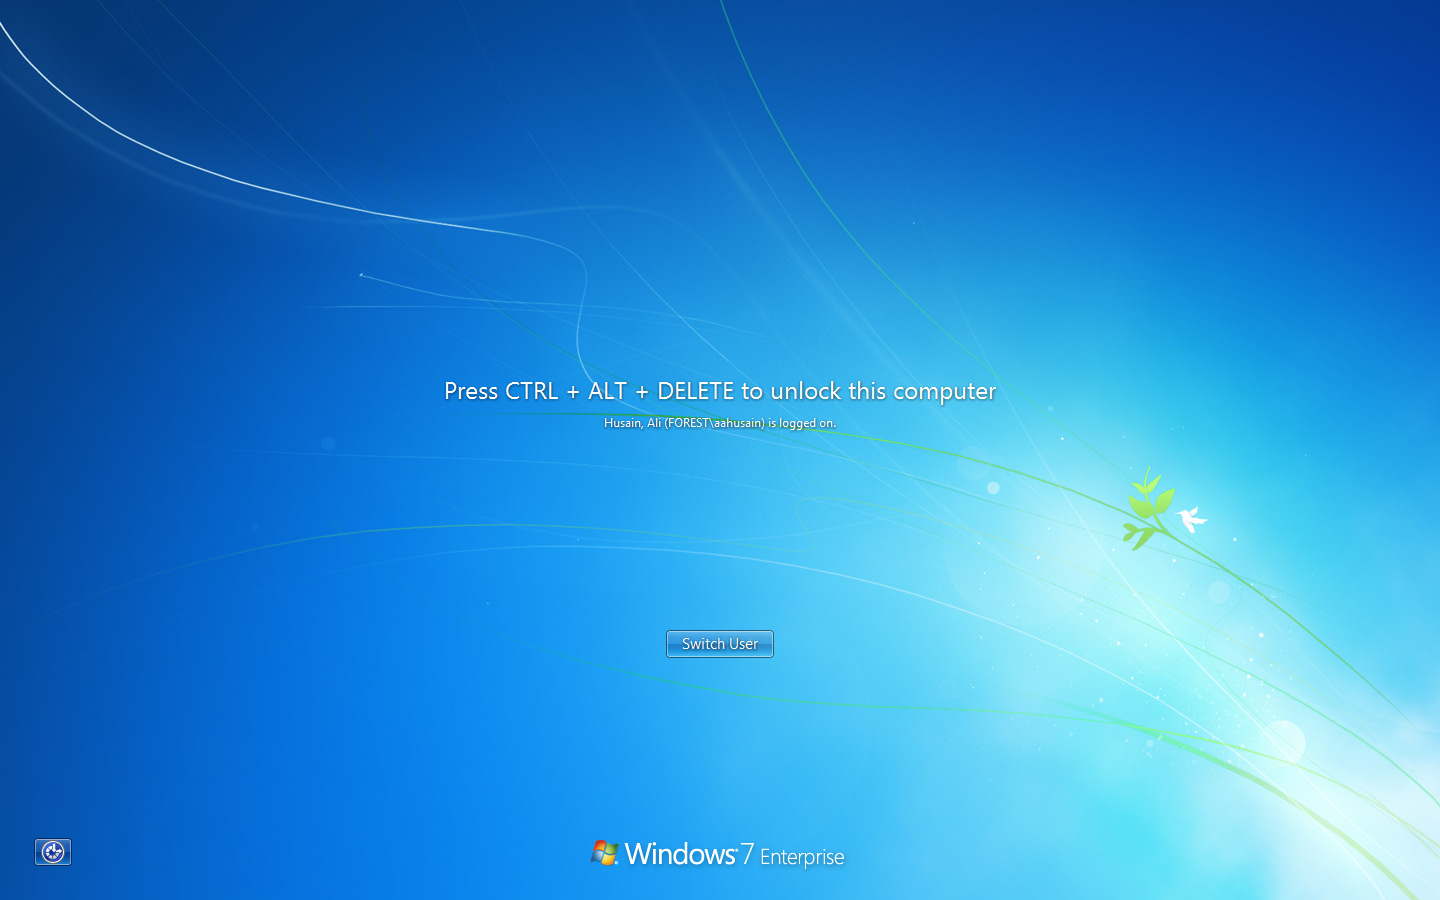 Press CTRL + ALT + DELETE to unlock this computer
Husain, Ali (FOREST\aahusain) is logged on.
Switch User
Windows 7 Enterprise